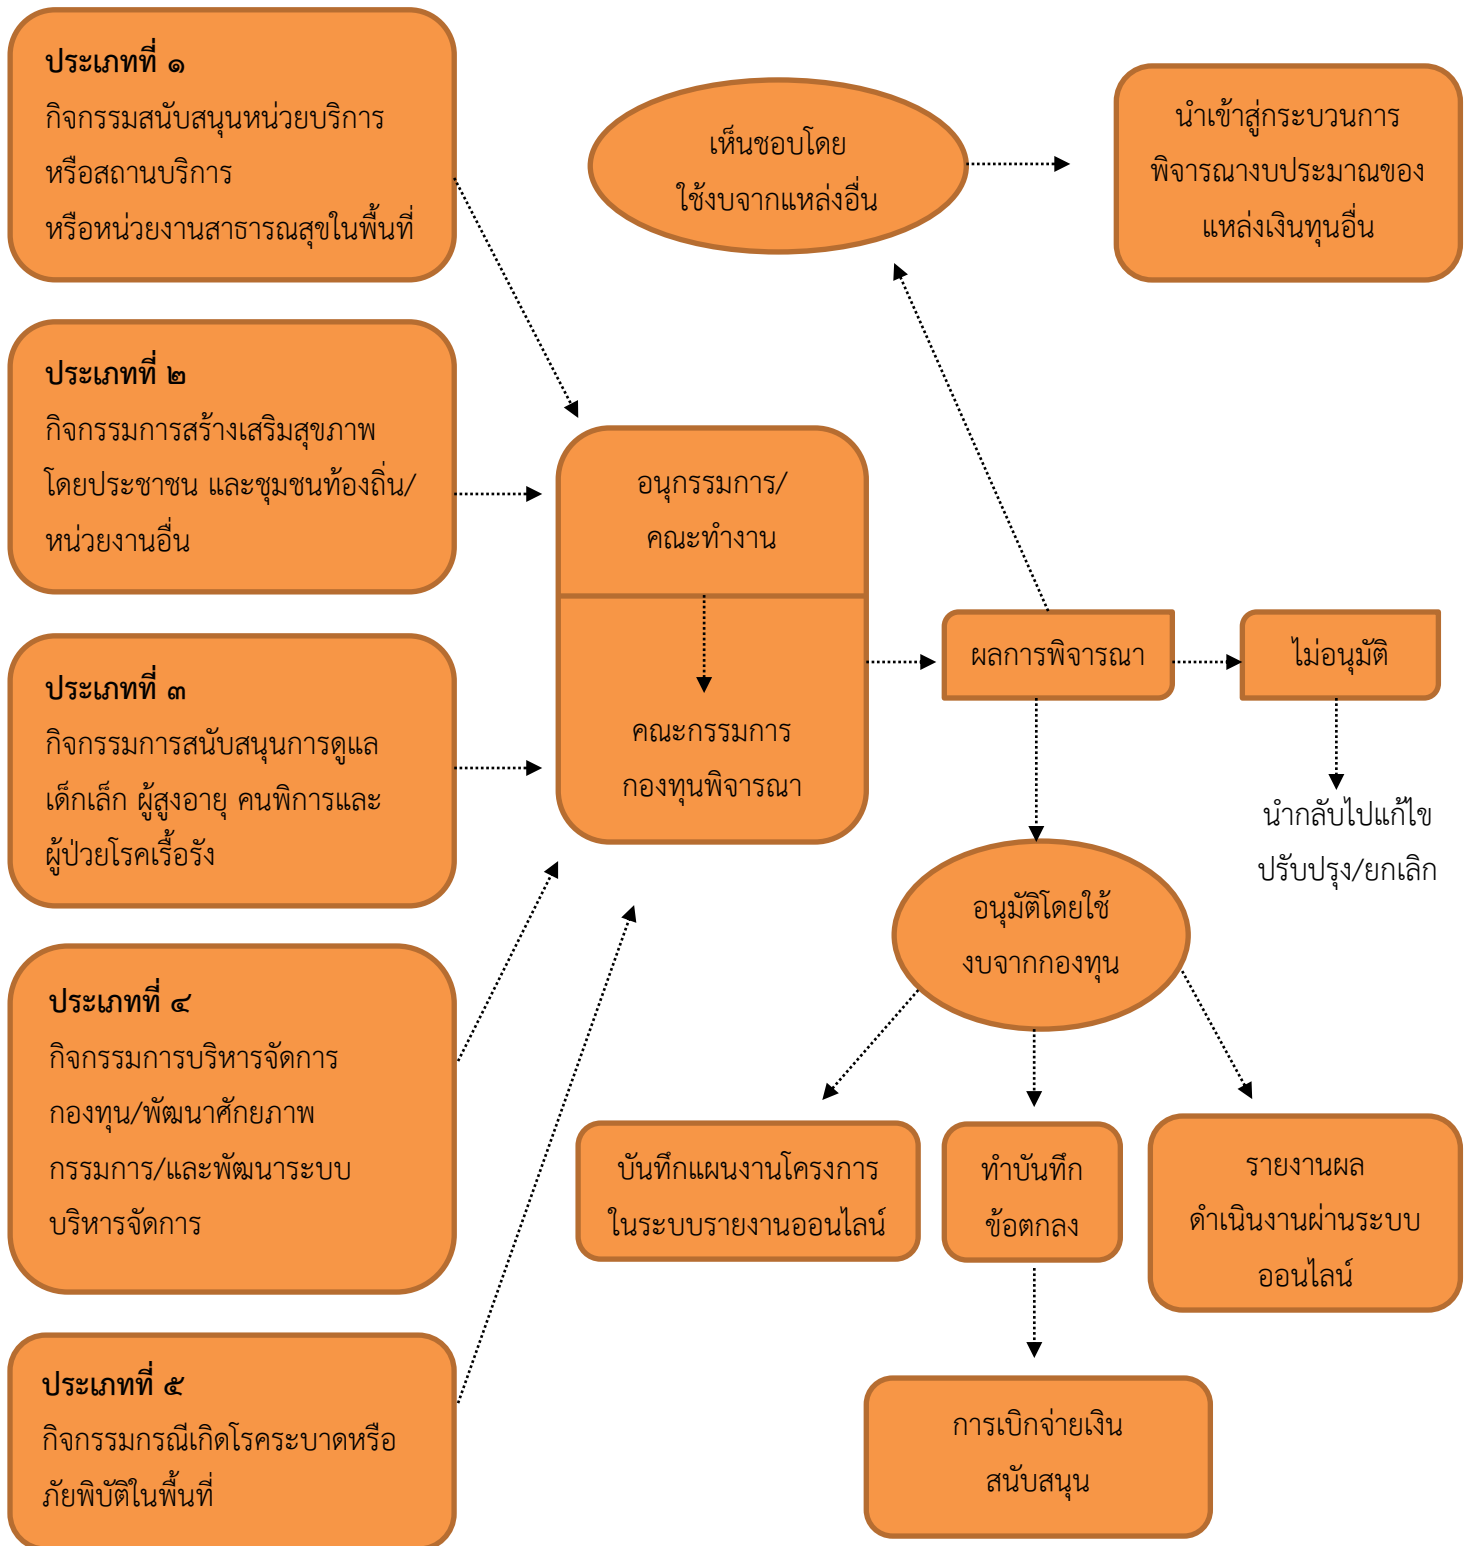 ประเภทที่ ๑
กิจกรรมสนับสนุนหน่วยบริการ
หรือสถานบริการ
หรือหน่วยงานสาธารณสุขในพื้นที่
ประเภทที่ ๒
กิจกรรมการสร้างเสริมสุขภาพ
โดยประชาชน และชุมชนท้องถิ่น/
หน่วยงานอื่น
ประเภทที่ ๓
กิจกรรมการสนับสนุนการดูแล
เด็กเล็ก ผู้สูงอายุ คนพิการและ
ผู้ป่วยโรคเรื้อรัง
ประเภทที่ ๔
กิจกรรมการบริหารจัดการ
กองทุน/พัฒนาศักยภาพ
กรรมการ/และพัฒนาระบบ
บริหารจัดการ
ประเภทที่ ๕
กิจกรรมกรณีเกิดโรคระบาดหรือ
ภัยพิบัติในพื้นที่
อนุกรรมการ/
คณะทำงาน
คณะกรรมการ
กองทุนพิจารณา
เห็นชอบโดย
ใช้งบจากแหล่งอื่น
นำเข้าสู่กระบวนการ
พิจารณางบประมาณของ
แหล่งเงินทุนอื่น
ผลการพิจารณา
ไม่อนุมัติ
นำกลับไปแก้ไข
ปรับปรุง/ยกเลิก
อนุมัติโดยใช้
งบจากกองทุน
บันทึกแผนงานโครงการ
ในระบบรายงานออนไลน์
ทำบันทึก
ข้อตกลง
รายงานผล
ดำเนินงานผ่านระบบ
ออนไลน์
การเบิกจ่ายเงิน
สนับสนุน